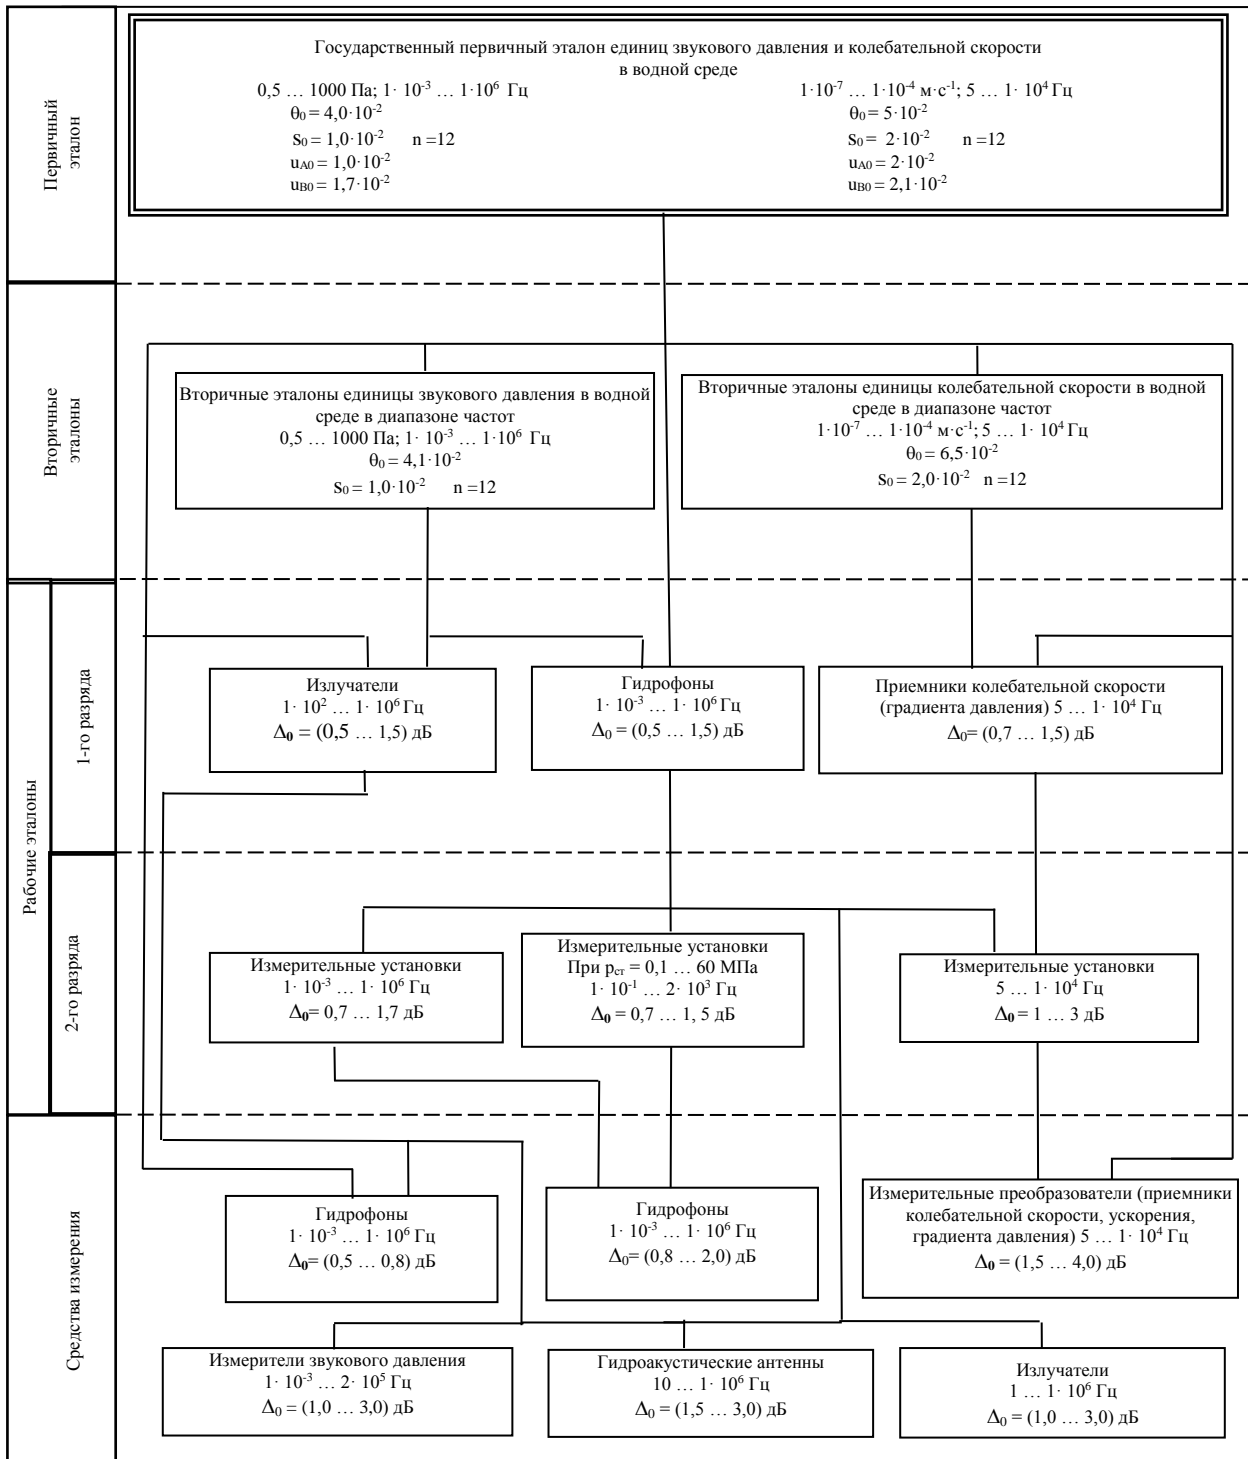 Первичный
эталон
Государственный первичный эталон единиц звукового давления и колебательной скорости
в водной среде
0,5 … 1000 Па; 1· 10⁻³ … 1·10⁶ Гц
θ₀ = 4,0·10⁻²
s₀ = 1,0·10⁻² n =12
u_A0 = 1,0·10⁻²
u_B0 = 1,7·10⁻²
1·10⁻⁷ … 1·10⁻⁴ м·с⁻¹; 5 … 1· 10⁴ Гц
θ₀ = 5·10⁻²
s₀ = 2·10⁻² n =12
u_A0 = 2·10⁻²
u_B0 = 2,1·10⁻²
Вторичные
эталоны
Вторичные эталоны единицы звукового давления в водной
среде в диапазоне частот
0,5 … 1000 Па; 1· 10⁻³ … 1·10⁶ Гц
θ₀ = 4,1·10⁻²
s₀ = 1,0·10⁻² n =12
Вторичные эталоны единицы колебательной скорости в водной
среде в диапазоне частот
1·10⁻⁷ … 1·10⁻⁴ м·с⁻¹; 5 … 1· 10⁴ Гц
θ₀ = 6,5·10⁻²
s₀ = 2,0·10⁻² n =12
Рабочие эталоны
1-го разряда
Излучатели
1· 10² … 1· 10⁶ Гц
Δ₀ = (0,5 … 1,5) дБ
Гидрофоны
1· 10⁻³ … 1· 10⁶ Гц
Δ₀ = (0,5 … 1,5) дБ
Приемники колебательной скорости
(градиента давления) 5 … 1· 10⁴ Гц
Δ₀= (0,7 … 1,5) дБ
2-го разряда
Измерительные установки
1· 10⁻³ … 1· 10⁶ Гц
Δ₀= 0,7 … 1,7 дБ
Измерительные установки
При p_ст = 0,1 … 60 МПа
1· 10⁻¹ … 2· 10³ Гц
Δ₀ = 0,7 … 1, 5 дБ
Измерительные установки
5 … 1· 10⁴ Гц
Δ₀ = 1 … 3 дБ
Средства измерения
Гидрофоны
1· 10⁻³ … 1· 10⁶ Гц
Δ₀= (0,5 … 0,8) дБ
Гидрофоны
1· 10⁻³ … 1· 10⁶ Гц
Δ₀= (0,8 … 2,0) дБ
Измерительные преобразователи (приемники
колебательной скорости, ускорения,
градиента давления) 5 … 1· 10⁴ Гц
Δ₀ = (1,5 … 4,0) дБ
Измерители звукового давления
1· 10⁻³ … 2· 10⁵ Гц
Δ₀ = (1,0 … 3,0) дБ
Гидроакустические антенны
10 … 1· 10⁶ Гц
Δ₀ = (1,5 … 3,0) дБ
Излучатели
1 … 1· 10⁶ Гц
Δ₀ = (1,0 … 3,0) дБ